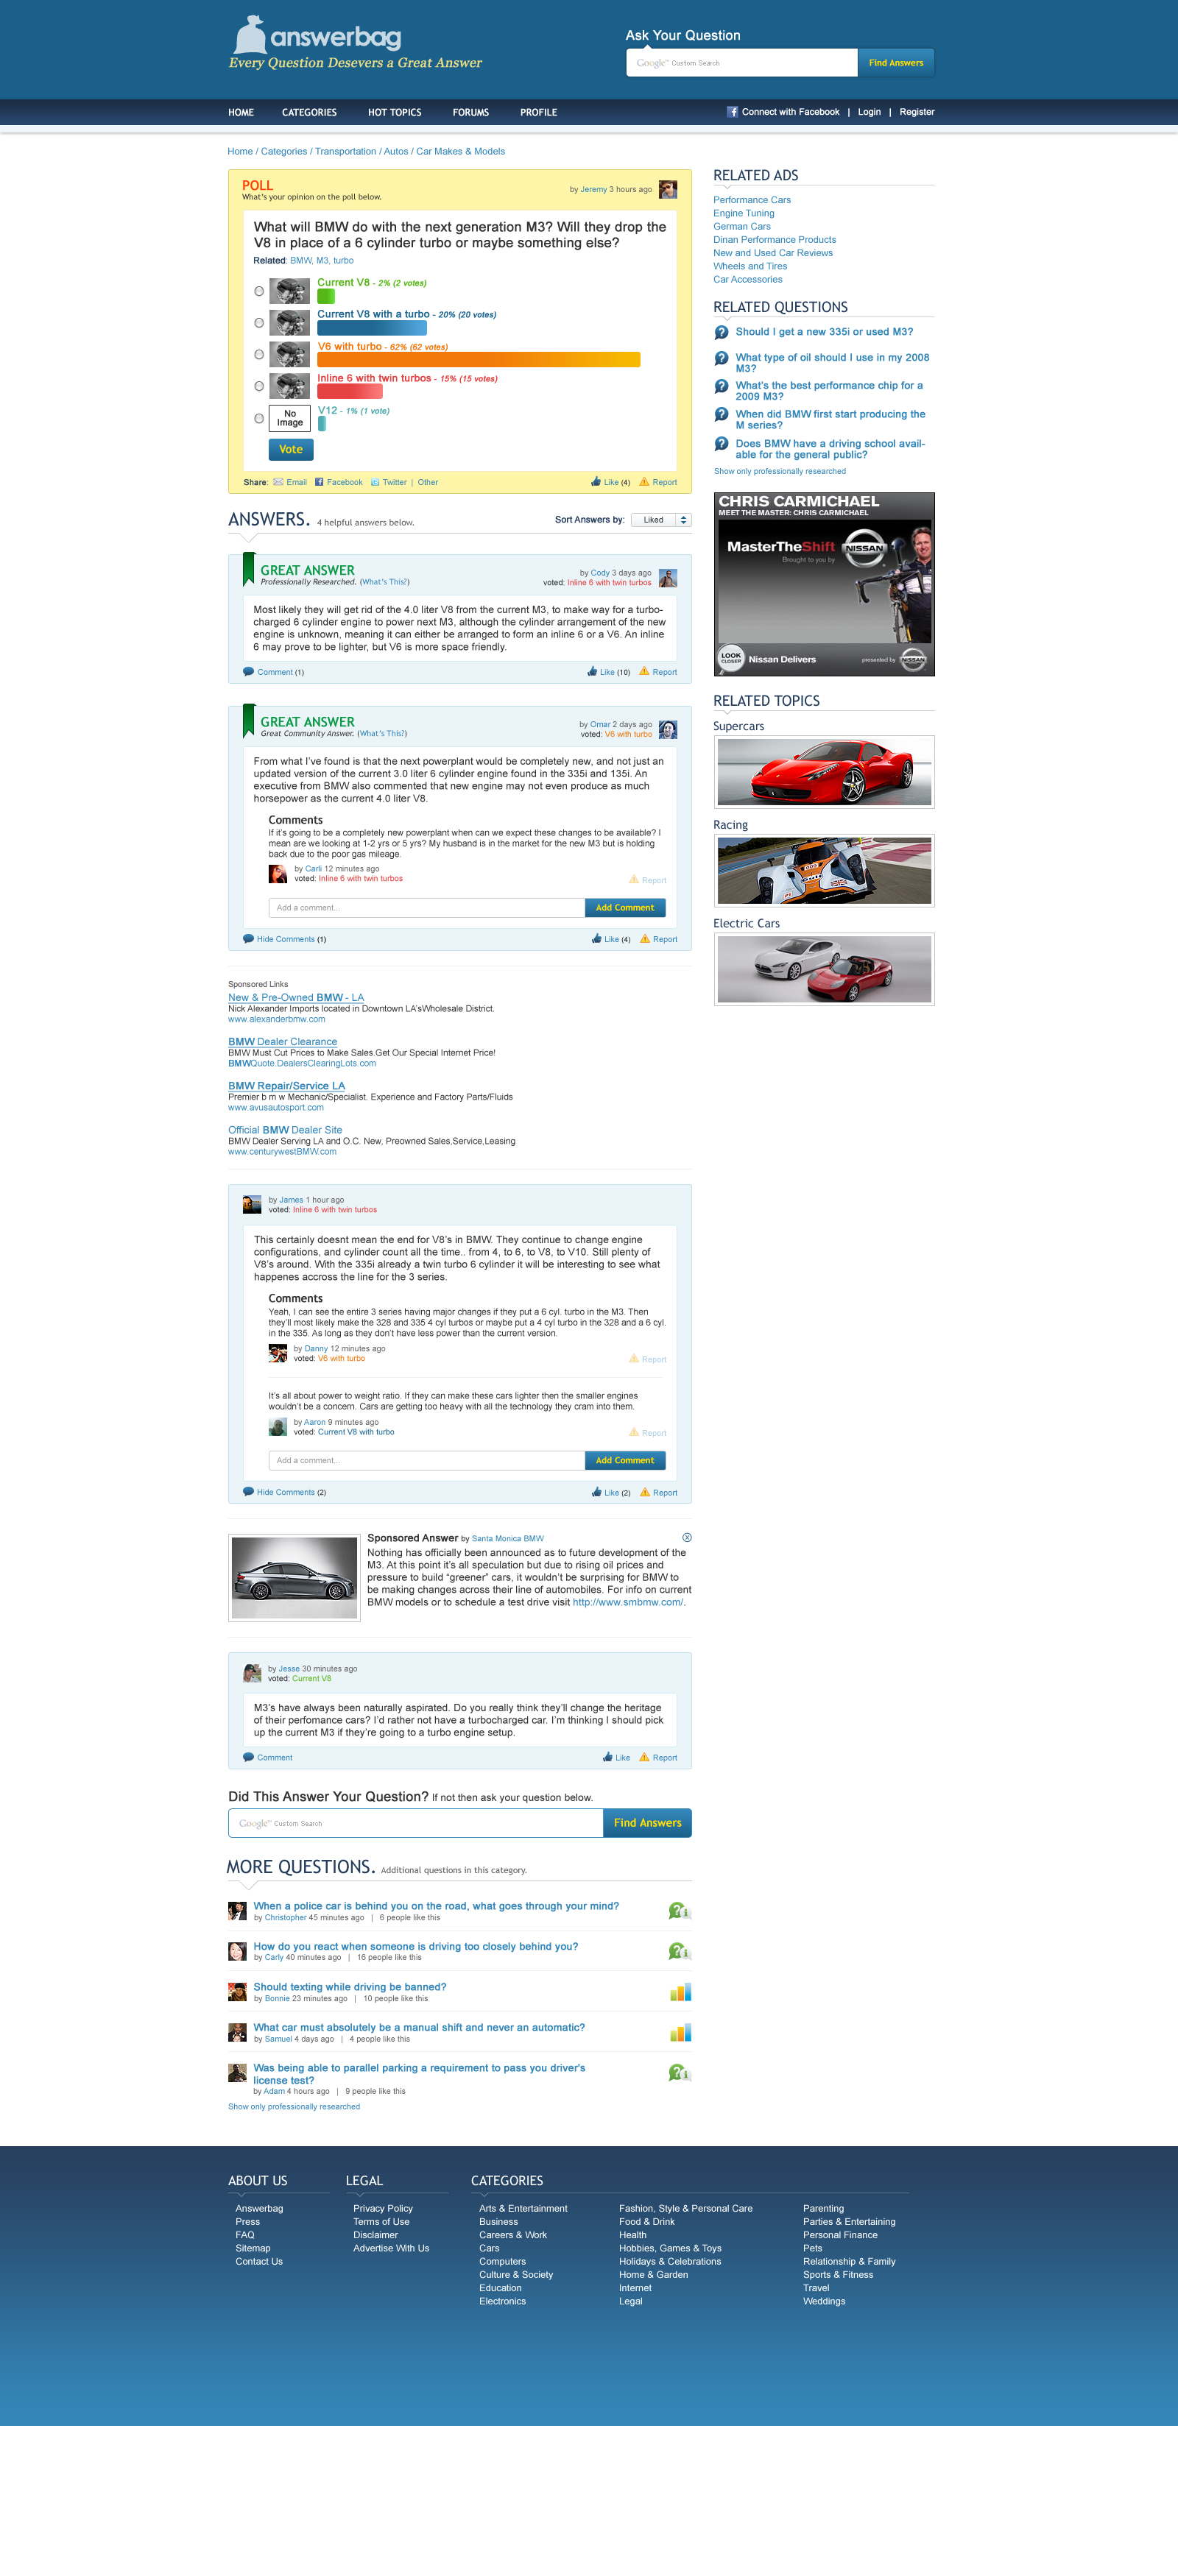 answerbag
Every Question Desevers a Great Answer
Ask Your Question
Google™ Custom Search
Find Answers
HOME CATEGORIES HOT TOPICS FORUMS PROFILE
Connect with Facebook | Login | Register
Home / Categories / Transportation / Autos / Car Makes & Models
POLL
What's your opinion on the poll below.
by Jeremy 3 hours ago
What will BMW do with the next generation M3? Will they drop the
V8 in place of a 6 cylinder turbo or maybe something else?
Related: BMW, M3, turbo
Current V8 - 2% (2 votes)
Current V8 with a turbo - 20% (20 votes)
V6 with turbo - 62% (62 votes)
Inline 6 with twin turbos - 15% (15 votes)
No
Image
V12 - 1% (1 vote)
Vote
Share: Email Facebook Twitter | Other
Like (4) Report
ANSWERS. 4 helpful answers below.
Sort Answers by: Liked
GREAT ANSWER
Professionally Researched. (What's This?)
by Cody 3 days ago
voted: Inline 6 with twin turbos
Most likely they will get rid of the 4.0 liter V8 from the current M3, to make way for a turbo-
charged 6 cylinder engine to power next M3, although the cylinder arrangement of the new
engine is unknown, meaning it can either be arranged to form an inline 6 or a V6. An inline
6 may prove to be lighter, but V6 is more space friendly.
Comment (1)
Like (10) Report
GREAT ANSWER
Great Community Answer. (What's This?)
by Omar 2 days ago
voted: V6 with turbo
From what I've found is that the next powerplant would be completely new, and not just an
updated version of the current 3.0 liter 6 cylinder engine found in the 335i and 135i. An
executive from BMW also commented that new engine may not even produce as much
horsepower as the current 4.0 liter V8.
Comments
If it's going to be a completely new powerplant when can we expect these changes to be available? I
mean are we looking at 1-2 yrs or 5 yrs? My husband is in the market for the new M3 but is holding
back due to the poor gas mileage.
by Carli 12 minutes ago
voted: Inline 6 with twin turbos
Report
Add a comment...
Add Comment
Hide Comments (1)
Like (4) Report
Sponsored Links
New & Pre-Owned BMW - LA
Nick Alexander Imports located in Downtown LA'sWholesale District.
www.alexanderbmw.com
BMW Dealer Clearance
BMW Must Cut Prices to Make Sales.Get Our Special Internet Price!
BMWQuote.DealersClearingLots.com
BMW Repair/Service LA
Premier b m w Mechanic/Specialist. Experience and Factory Parts/Fluids
www.avusautosport.com
Official BMW Dealer Site
BMW Dealer Serving LA and O.C. New, Preowned Sales,Service,Leasing
www.centurywestBMW.com
by James 1 hour ago
voted: Inline 6 with twin turbos
This certainly doesnt mean the end for V8's in BMW. They continue to change engine
configurations, and cylinder count all the time.. from 4, to 6, to V8, to V10. Still plenty of
V8's around. With the 335i already a twin turbo 6 cylinder it will be interesting to see what
happenes accross the line for the 3 series.
Comments
Yeah, I can see the entire 3 series having major changes if they put a 6 cyl. turbo in the M3. Then
they'll most likely make the 328 and 335 4 cyl turbos or maybe put a 4 cyl turbo in the 328 and a 6 cyl.
in the 335. As long as they don't have less power than the current version.
by Danny 12 minutes ago
voted: V6 with turbo
Report
It's all about power to weight ratio. If they can make these cars lighter then the smaller engines
wouldn't be a concern. Cars are getting too heavy with all the technology they cram into them.
by Aaron 9 minutes ago
voted: Current V8 with turbo
Report
Add a comment...
Add Comment
Hide Comments (2)
Like (2) Report
Sponsored Answer by Santa Monica BMW
Nothing has officially been announced as to future development of the
M3. At this point it's all speculation but due to rising oil prices and
pressure to build “greener” cars, it wouldn't be surprising for BMW to
be making changes across their line of automobiles. For info on current
BMW models or to schedule a test drive visit http://www.smbmw.com/.
by Jesse 30 minutes ago
voted: Current V8
M3's have always been naturally aspirated. Do you really think they'll change the heritage
of their perfomance cars? I'd rather not have a turbocharged car. I'm thinking I should pick
up the current M3 if they're going to a turbo engine setup.
Comment
Like Report
Did This Answer Your Question? If not then ask your question below.
Google™ Custom Search
Find Answers
MORE QUESTIONS. Additional questions in this category.
When a police car is behind you on the road, what goes through your mind?
by Christopher 45 minutes ago | 6 people like this
How do you react when someone is driving too closely behind you?
by Carly 40 minutes ago | 16 people like this
Should texting while driving be banned?
by Bonnie 23 minutes ago | 10 people like this
What car must absolutely be a manual shift and never an automatic?
by Samuel 4 days ago | 4 people like this
Was being able to parallel parking a requirement to pass you driver's
license test?
by Adam 4 hours ago | 9 people like this
Show only professionally researched
RELATED ADS
Performance Cars
Engine Tuning
German Cars
Dinan Performance Products
New and Used Car Reviews
Wheels and Tires
Car Accessories
RELATED QUESTIONS
Should I get a new 335i or used M3?
What type of oil should I use in my 2008
M3?
What's the best performance chip for a
2009 M3?
When did BMW first start producing the
M series?
Does BMW have a driving school avail-
able for the general public?
Show only professionally researched
CHRIS CARMICHAEL
MEET THE MASTER: CHRIS CARMICHAEL
MasterTheShift
Brought to you by
NISSAN
LOOK
CLOSER
Nissan Delivers
presented by
NISSAN
RELATED TOPICS
Supercars
Racing
Electric Cars
ABOUT US
Answerbag
Press
FAQ
Sitemap
Contact Us
LEGAL
Privacy Policy
Terms of Use
Disclaimer
Advertise With Us
CATEGORIES
Arts & Entertainment
Business
Careers & Work
Cars
Computers
Culture & Society
Education
Electronics
Fashion, Style & Personal Care
Food & Drink
Health
Hobbies, Games & Toys
Holidays & Celebrations
Home & Garden
Internet
Legal
Parenting
Parties & Entertaining
Personal Finance
Pets
Relationship & Family
Sports & Fitness
Travel
Weddings